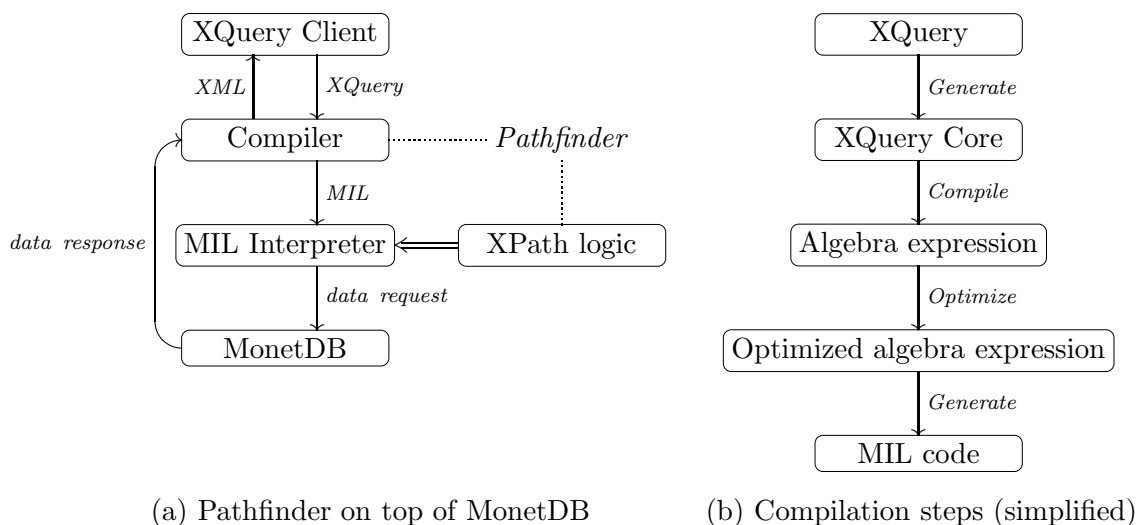 XQuery Client
XML
XQuery
Compiler
Pathfinder
MIL
data response
MIL Interpreter
XPath logic
data request
MonetDB
(a) Pathfinder on top of MonetDB
XQuery
Generate
XQuery Core
Compile
Algebra expression
Optimize
Optimized algebra expression
Generate
MIL code
(b) Compilation steps (simplified)